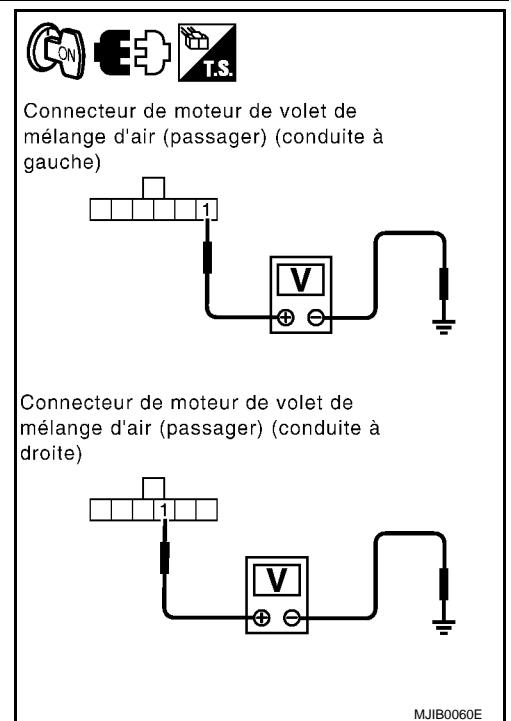 ON
T.S.
Connecteur de moteur de volet de
mélange d'air (passager) (conduite à
gauche)
1
V
Connecteur de moteur de volet de
mélange d'air (passager) (conduite à
droite)
1
V
MJIB0060E